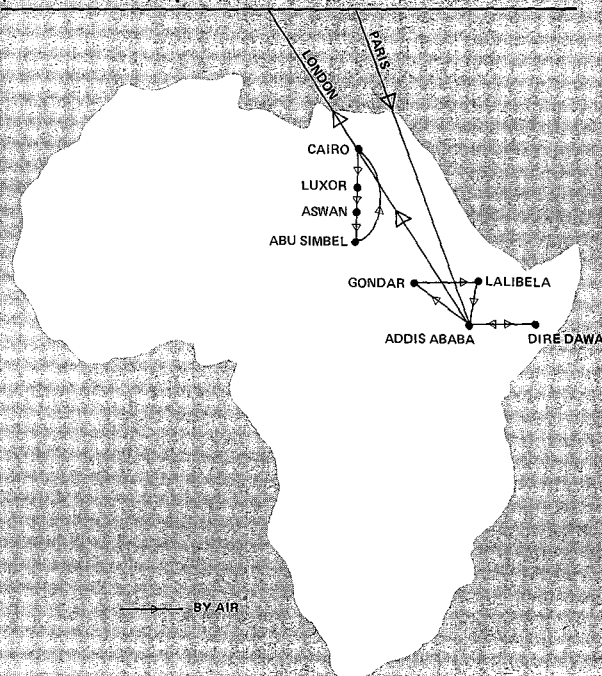 LONDON
PARIS
CAIRO
LUXOR
ASWAN
ABU SIMBEL
GONDAR
LALIBELA
ADDIS ABABA
DIRE DAWA
BY AIR